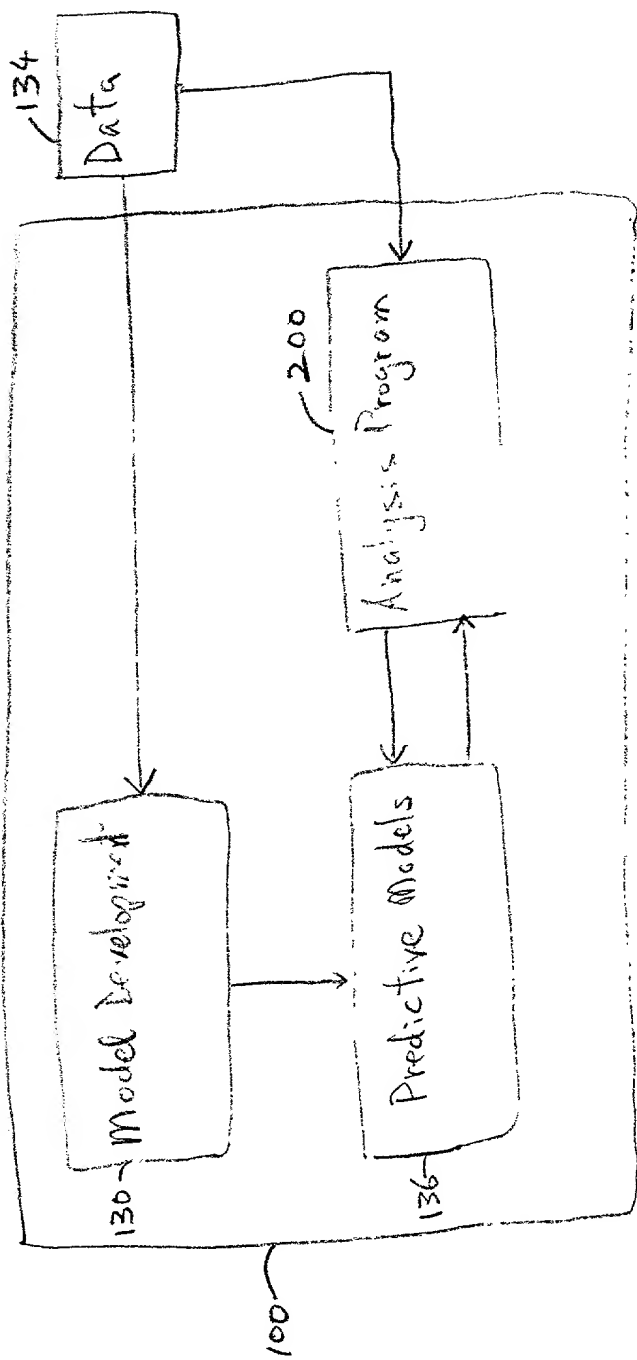 134
Data
200
Analysis Program
130
Model Development
136
Predictive Models
100